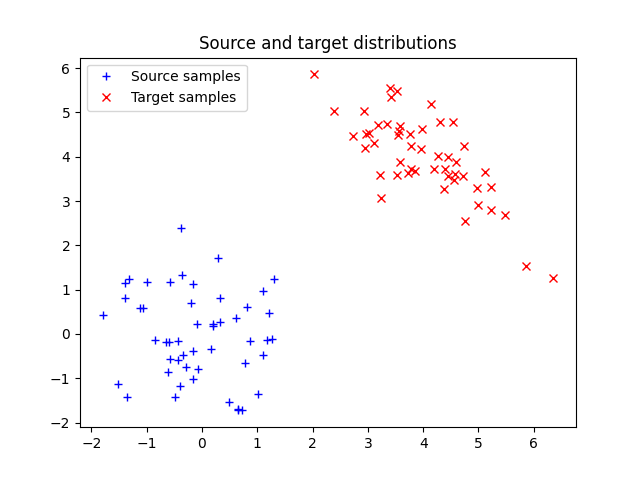 Source and target distributions
Source samples
Target samples
6
5
4
3
2
1
0
−1
−2
−2 −1 0 1 2 3 4 5 6